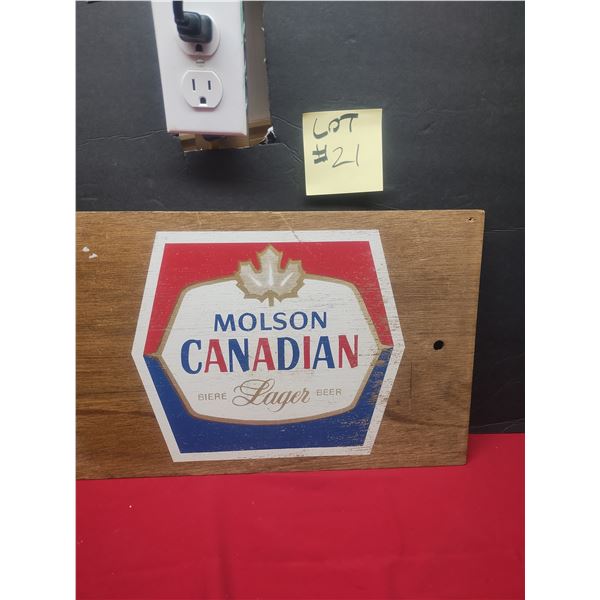 LOT
#21
MOLSON
CANADIAN
BIERE Lager BEER